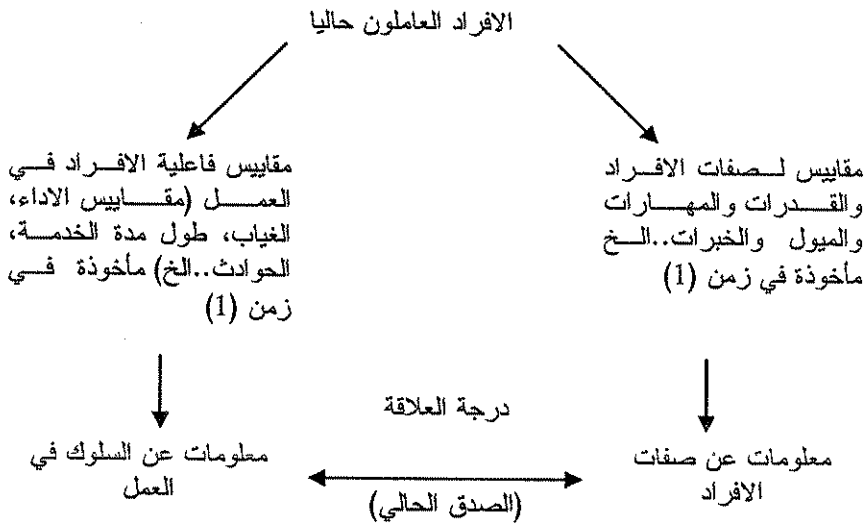 الافراد العاملون حاليا
مقاييس لصفات الافراد
والقدرات والمهارات
والميول والخبرات..الخ
مأخوذة في زمن (1)
مقاييس فاعلية الافراد في
العمل (مقاييس الاداء،
الغياب، طول مدة الخدمة،
الحوادث..الخ) مأخوذة في
زمن (1)
درجة العلاقة
معلومات عن صفات
الافراد
معلومات عن السلوك في
العمل
(الصدق الحالي)